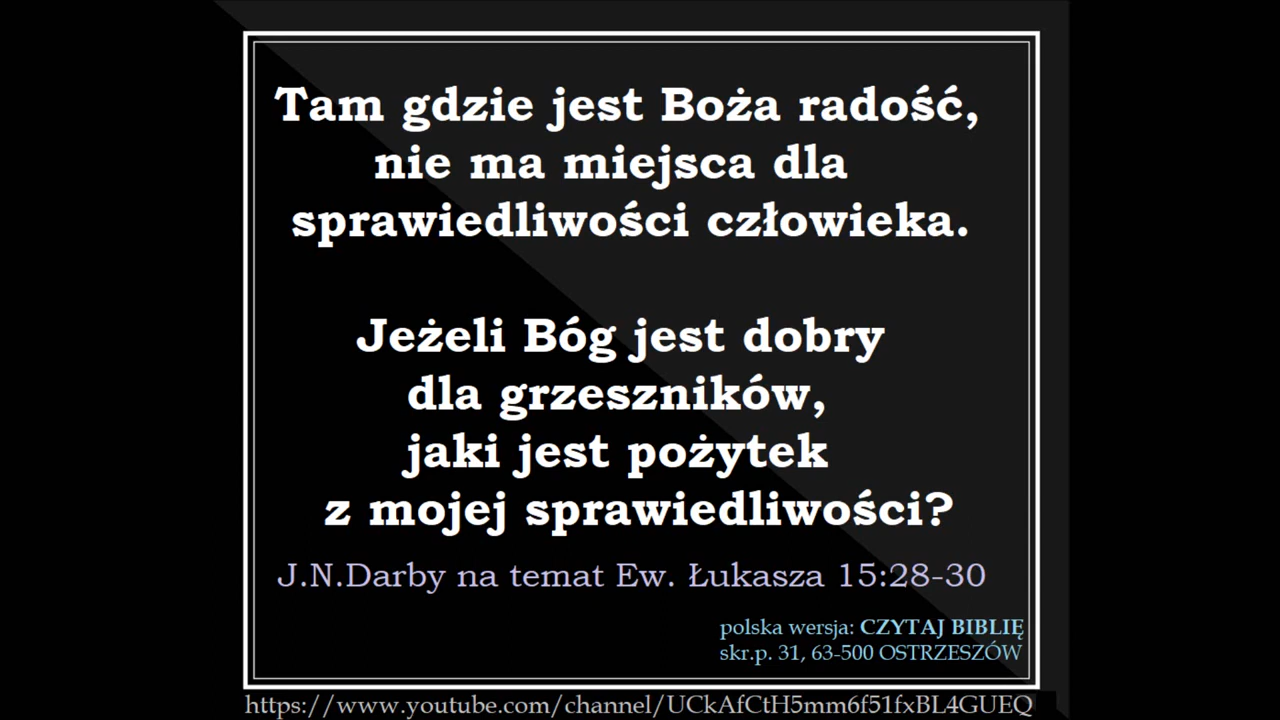 Tam gdzie jest Boża radość,
nie ma miejsca dla
sprawiedliwości człowieka.
Jeżeli Bóg jest dobry
dla grzeszników,
jaki jest pożytek
z mojej sprawiedliwości?
J.N.Darby na temat Ew. Łukasza 15:28-30
polska wersja: CZYTAJ BIBLIĘ
skr.p. 31, 63-500 OSTRZESZÓW
https://www.youtube.com/channel/UCkAfCtH5mm6f51fxBL4GUEQ